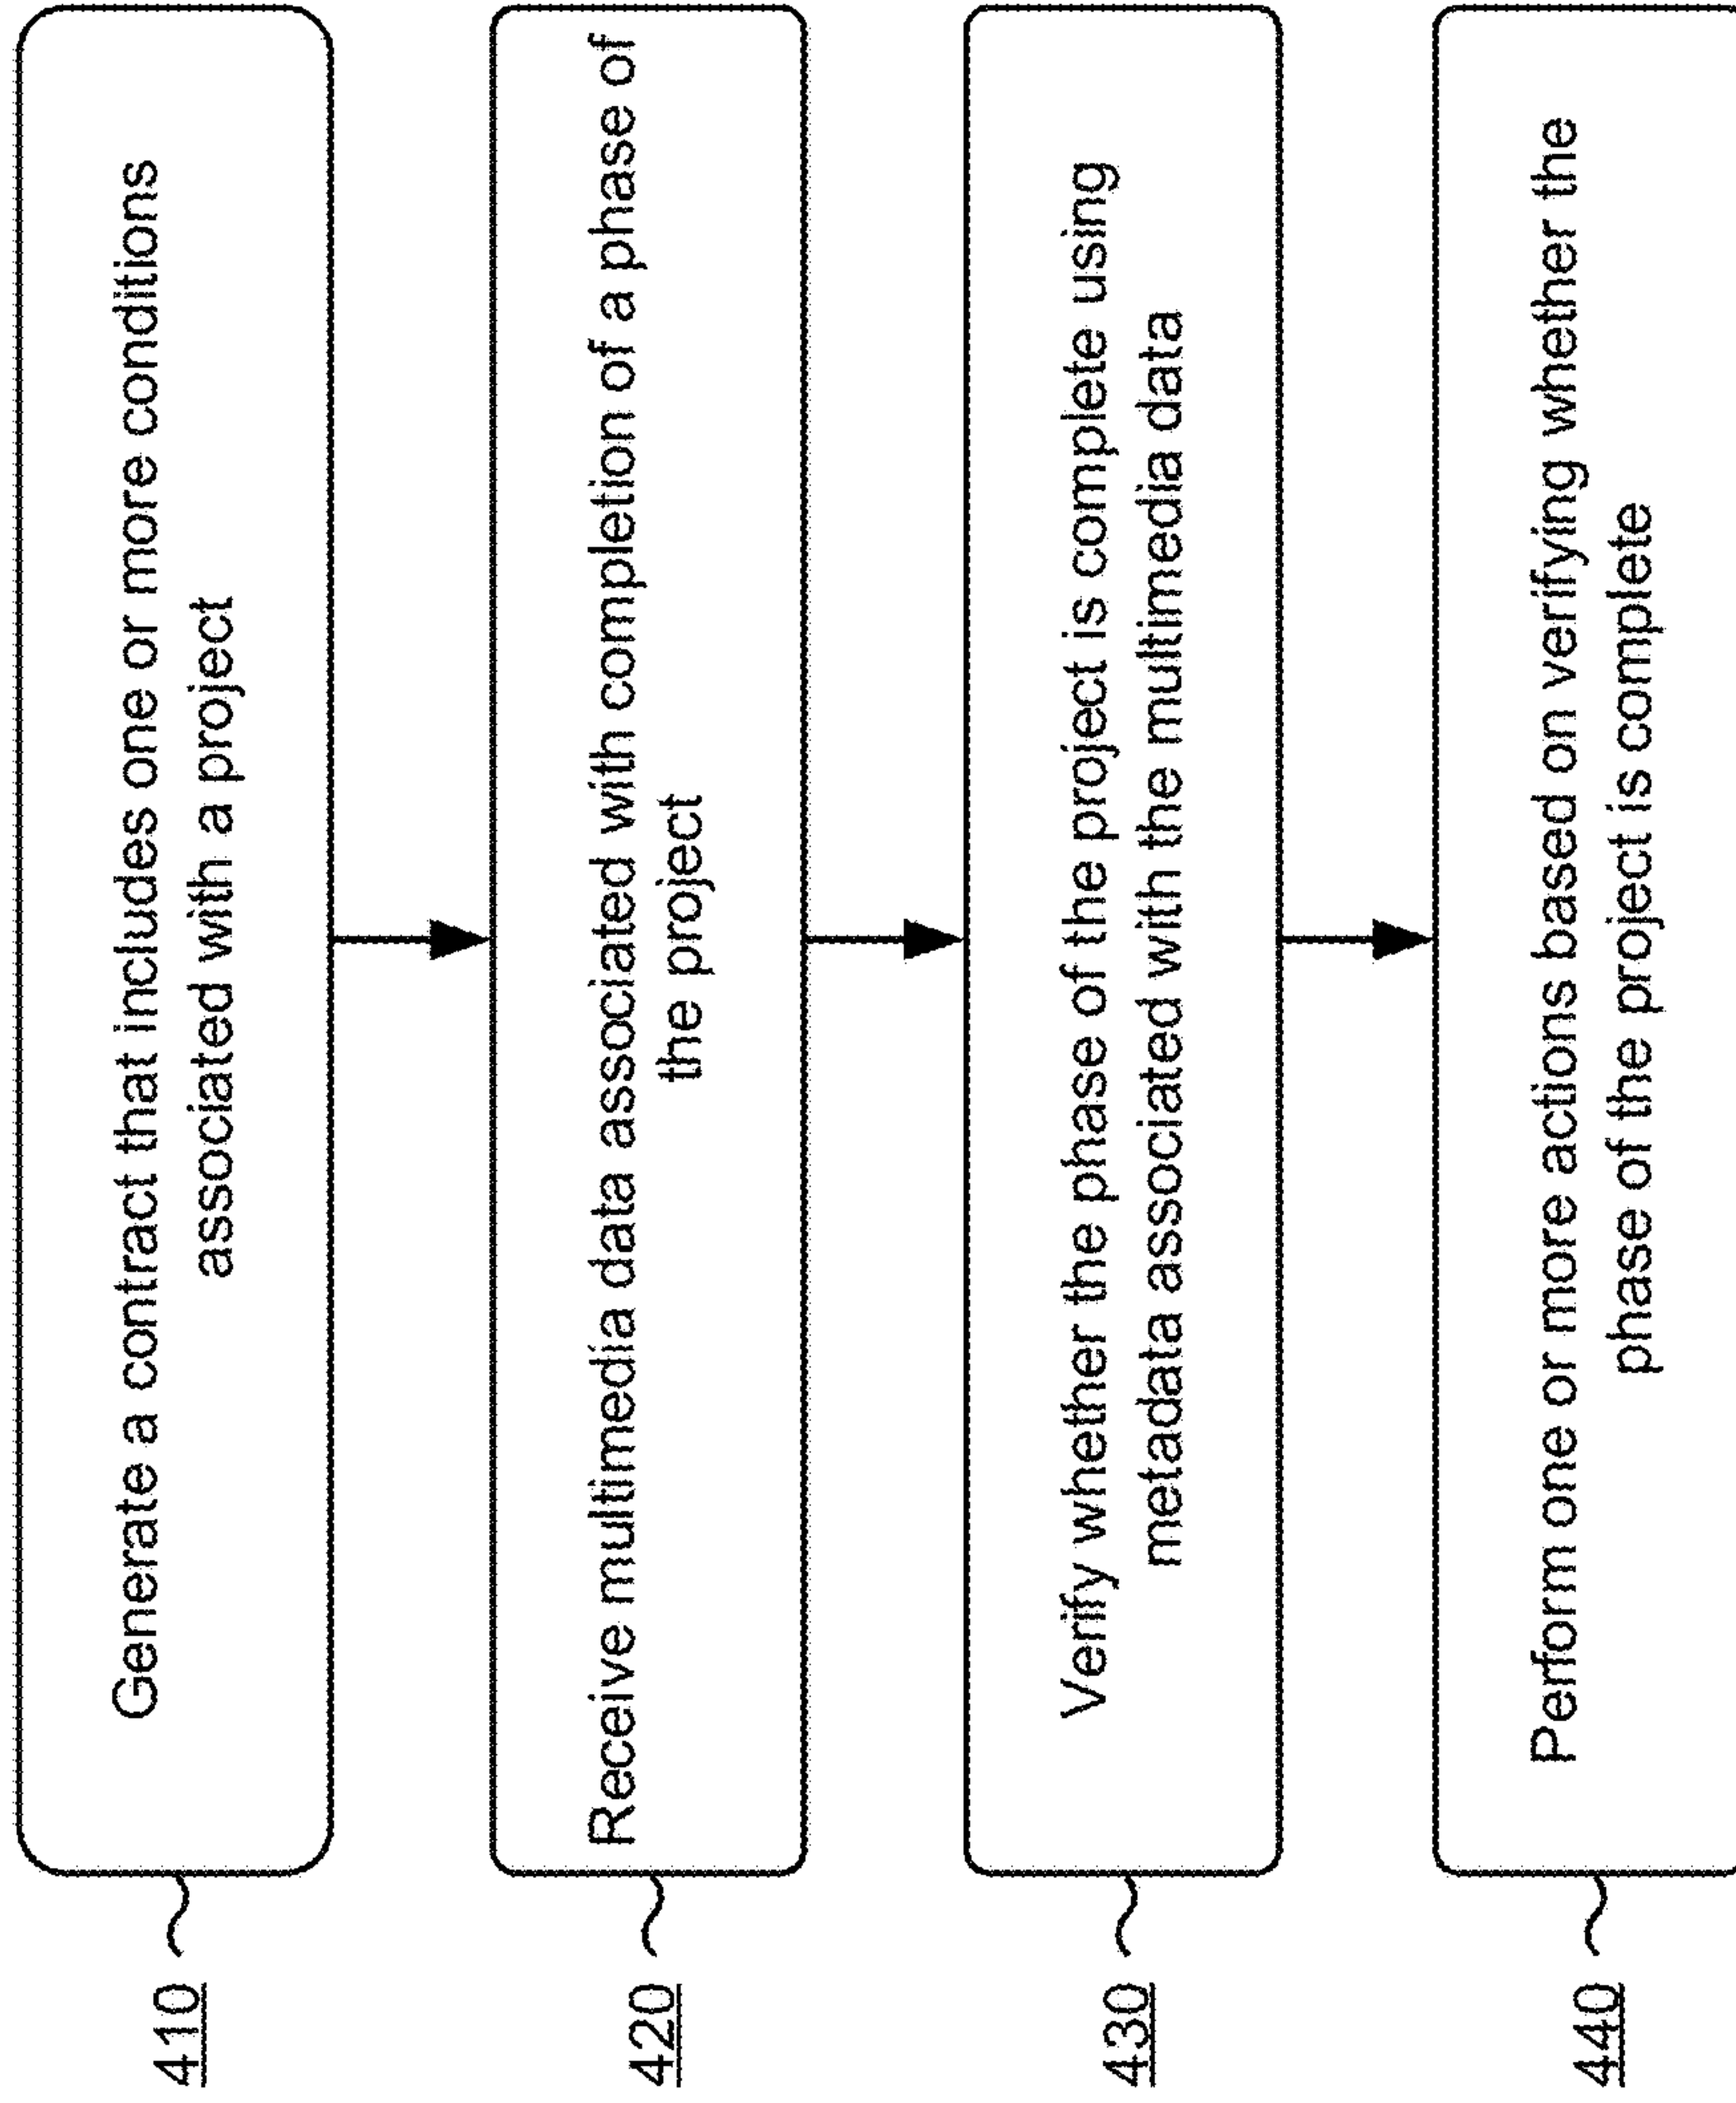 410
Generate a contract that includes one or more conditions
associated with a project
420
Receive multimedia data associated with completion of a phase of
the project
430
Verify whether the phase of the project is complete using
metadata associated with the multimedia data
440
Perform one or more actions based on verifying whether the
phase of the project is complete